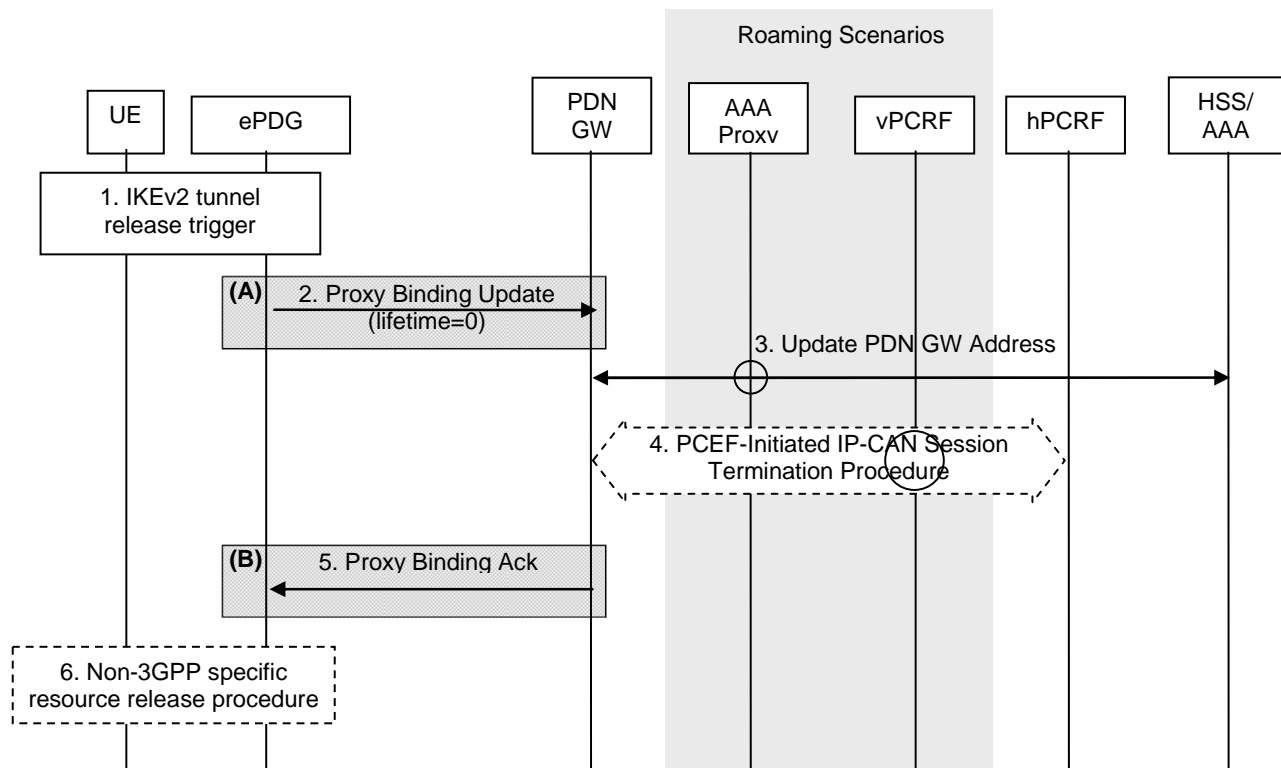 Roaming Scenarios
UE
ePDG
PDN
GW
AAA
Proxy
vPCRF
hPCRF
HSS/
AAA
1. IKEv2 tunnel
release trigger
(A)
2. Proxy Binding Update
(lifetime=0)
3. Update PDN GW Address
4. PCEF-Initiated IP-CAN Session
Termination Procedure
(B)
5. Proxy Binding Ack
6. Non-3GPP specific
resource release procedure